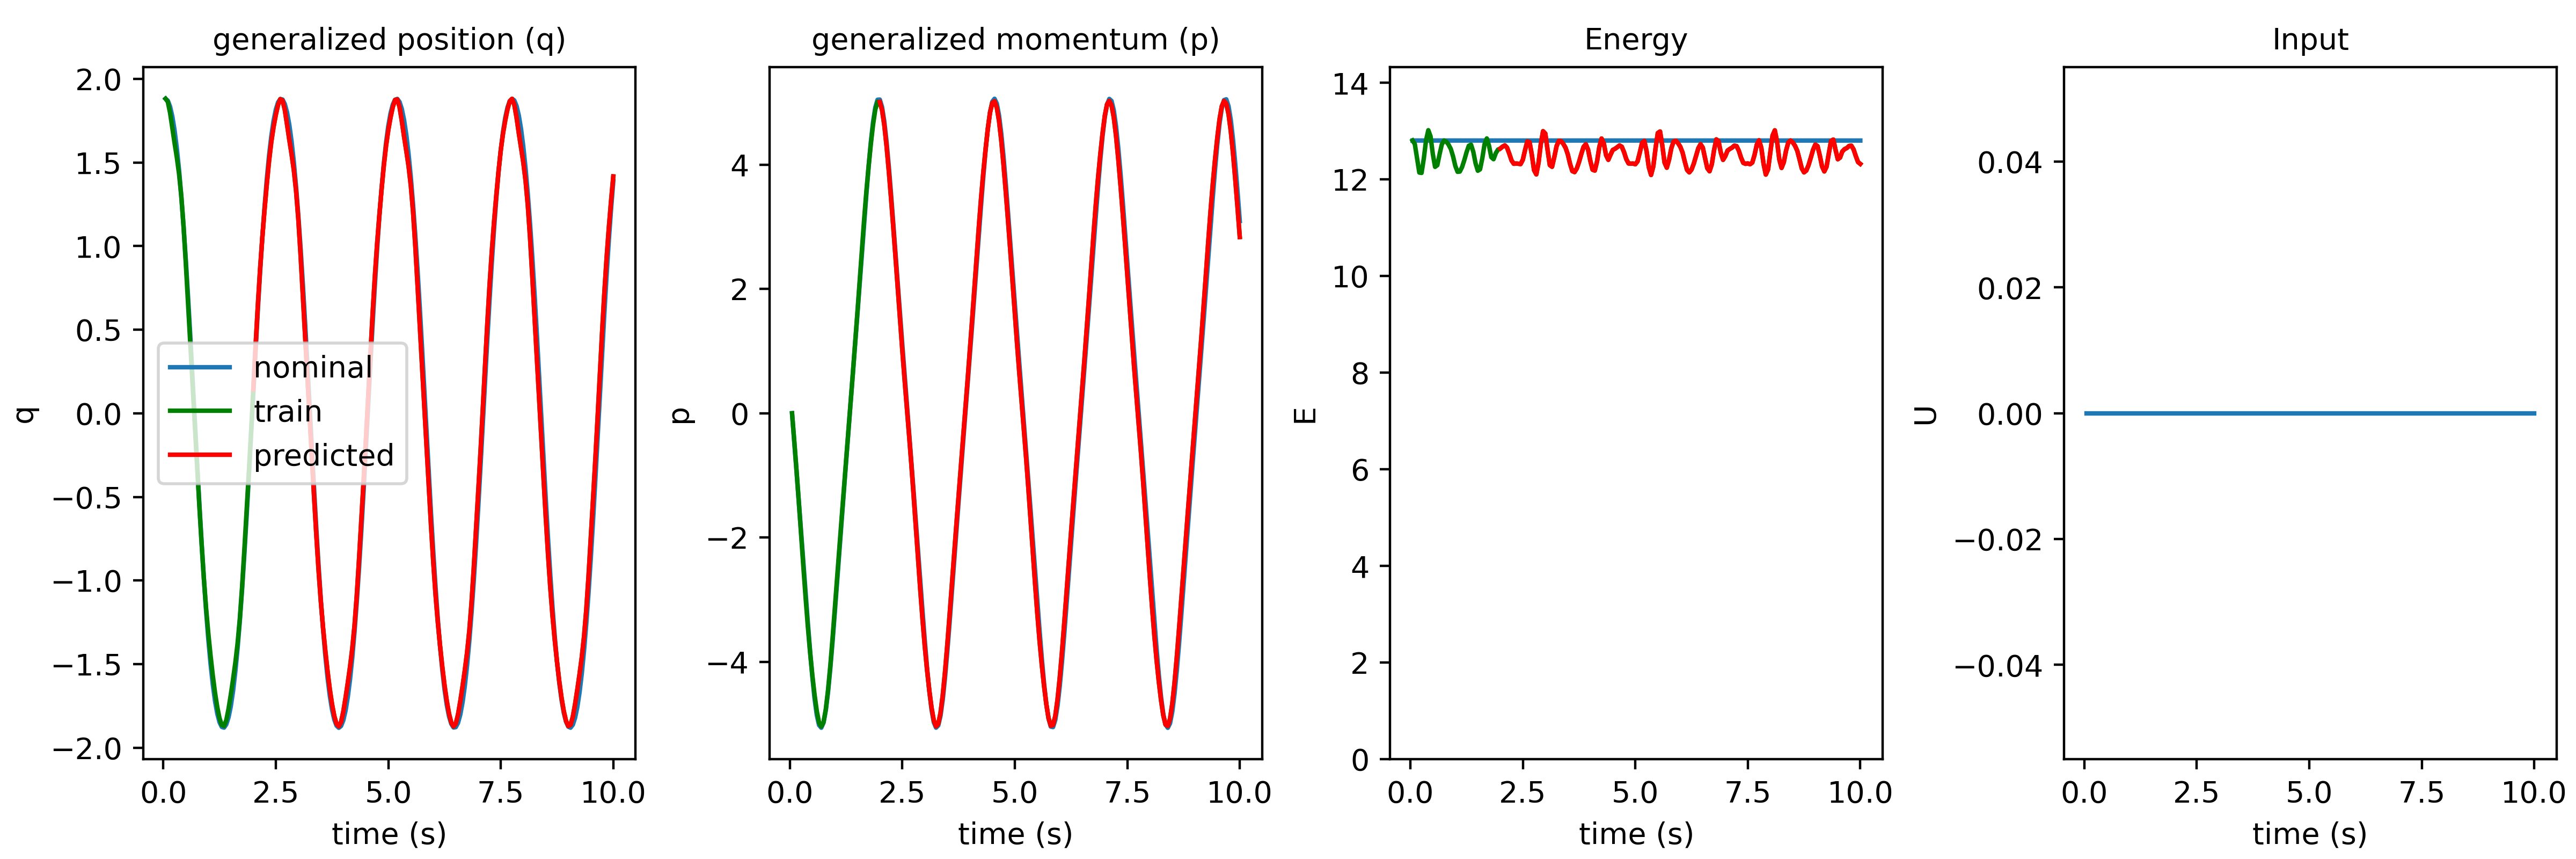 generalized position (q)
2.0
1.5
1.0
0.5
0.0
−0.5
−1.0
−1.5
−2.0
q
nominal
train
predicted
0.0 2.5 5.0 7.5 10.0
time (s)
generalized momentum (p)
4
2
0
−2
−4
p
0.0 2.5 5.0 7.5 10.0
time (s)
Energy
14
12
10
8
6
4
2
0
E
0.0 2.5 5.0 7.5 10.0
time (s)
Input
0.04
0.02
0.00
−0.02
−0.04
U
0.0 2.5 5.0 7.5 10.0
time (s)